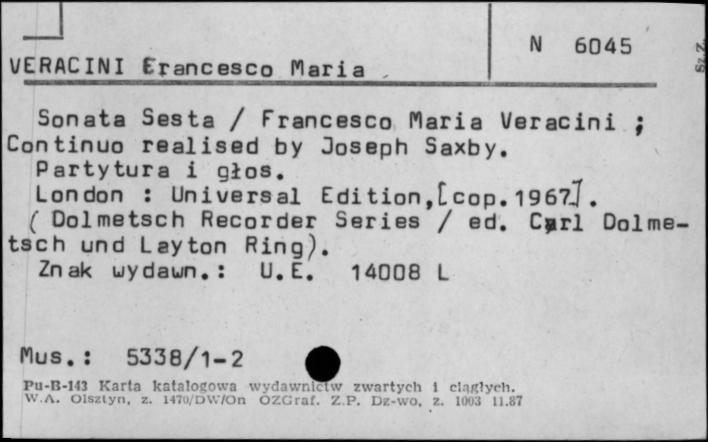 N 6045
Sz Z.
VERACINI Francesco Maria
Sonata Sesta / Francesco Maria Veracini ;
Continuo realised by Joseph Saxby.
Partytura i głos.
London : Universal Edition,[cop.1967].
( Dolmetsch Recorder Series / ed. Carl Dolme-
tsch und Layton Ring).
Znak wydawn.: U.E. 14008 L
Mus.: 5338/1-2
Pu-B-143 Karta katalogowa wydawnictw zwartych i ciągłych.
W.A. Olsztyn, z. 1470/DW/On OZGraf. Z.P. Dz-wo, z. 1003 11.87